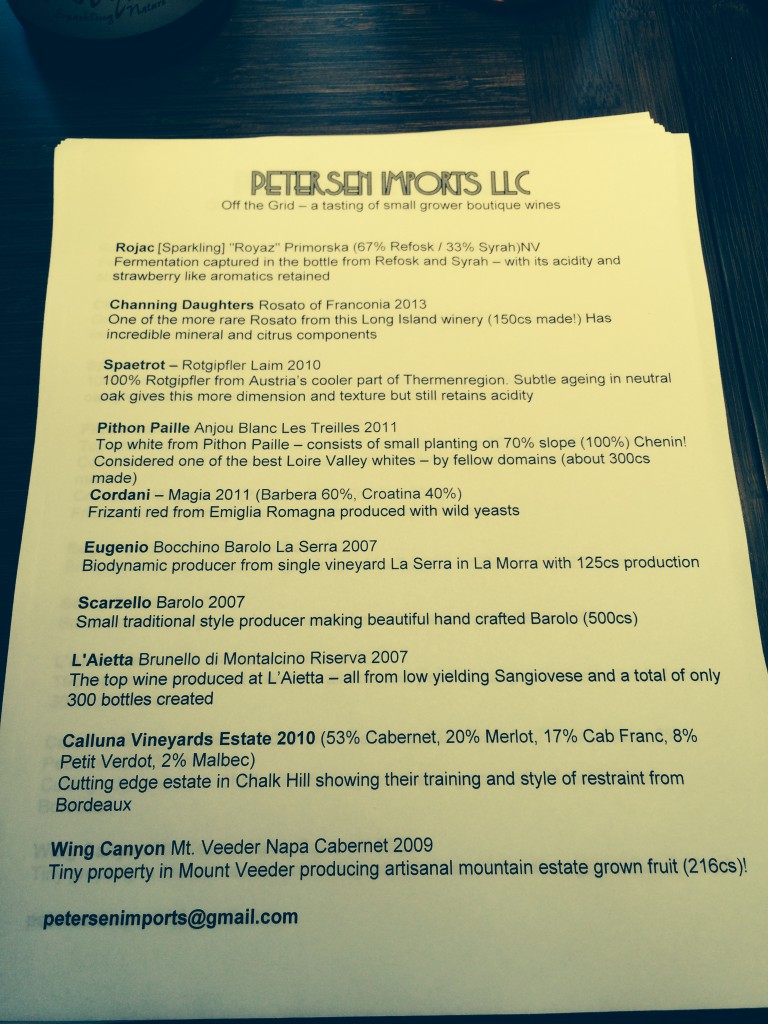 Nature
PETERSEN IMPORTS LLC
Off the Grid – a tasting of small grower boutique wines
Rojac [Sparkling] "Royaz" Primorska (67% Refosk / 33% Syrah)NV
Fermentation captured in the bottle from Refosk and Syrah – with its acidity and
strawberry like aromatics retained
Channing Daughters Rosato of Franconia 2013
One of the more rare Rosato from this Long Island winery (150cs made!) Has
incredible mineral and citrus components
Spaetrot – Rotgipfler Laim 2010
100% Rotgipfler from Austria's cooler part of Thermenregion. Subtle ageing in neutral
oak gives this more dimension and texture but still retains acidity
Pithon Paille Anjou Blanc Les Treilles 2011
Top white from Pithon Paille – consists of small planting on 70% slope (100%) Chenin!
Considered one of the best Loire Valley whites – by fellow domains (about 300cs
made)
Cordani – Magia 2011 (Barbera 60%, Croatina 40%)
Frizanti red from Emiglia Romagna produced with wild yeasts
Eugenio Bocchino Barolo La Serra 2007
Biodynamic producer from single vineyard La Serra in La Morra with 125cs production
Scarzello Barolo 2007
Small traditional style producer making beautiful hand crafted Barolo (500cs)
L'Aietta Brunello di Montalcino Riserva 2007
The top wine produced at L'Aietta – all from low yielding Sangiovese and a total of only
300 bottles created
Calluna Vineyards Estate 2010 (53% Cabernet, 20% Merlot, 17% Cab Franc, 8%
Petit Verdot, 2% Malbec)
Cutting edge estate in Chalk Hill showing their training and style of restraint from
Bordeaux
Wing Canyon Mt. Veeder Napa Cabernet 2009
Tiny property in Mount Veeder producing artisanal mountain estate grown fruit (216cs)!
petersenimports@gmail.com